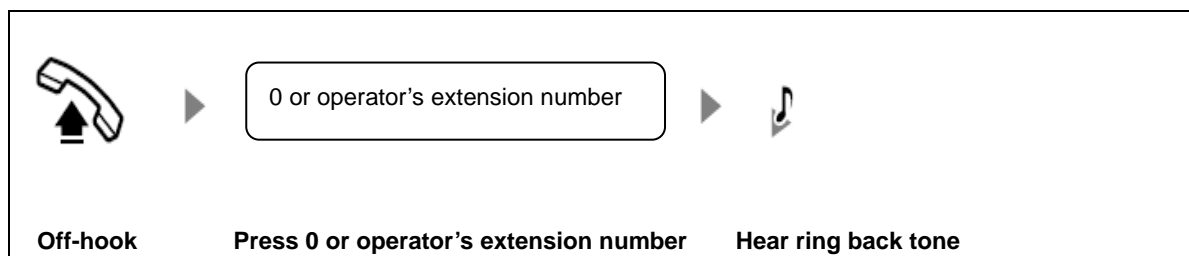 0 or operator’s extension number
Off-hook Press 0 or operator’s extension number Hear ring back tone